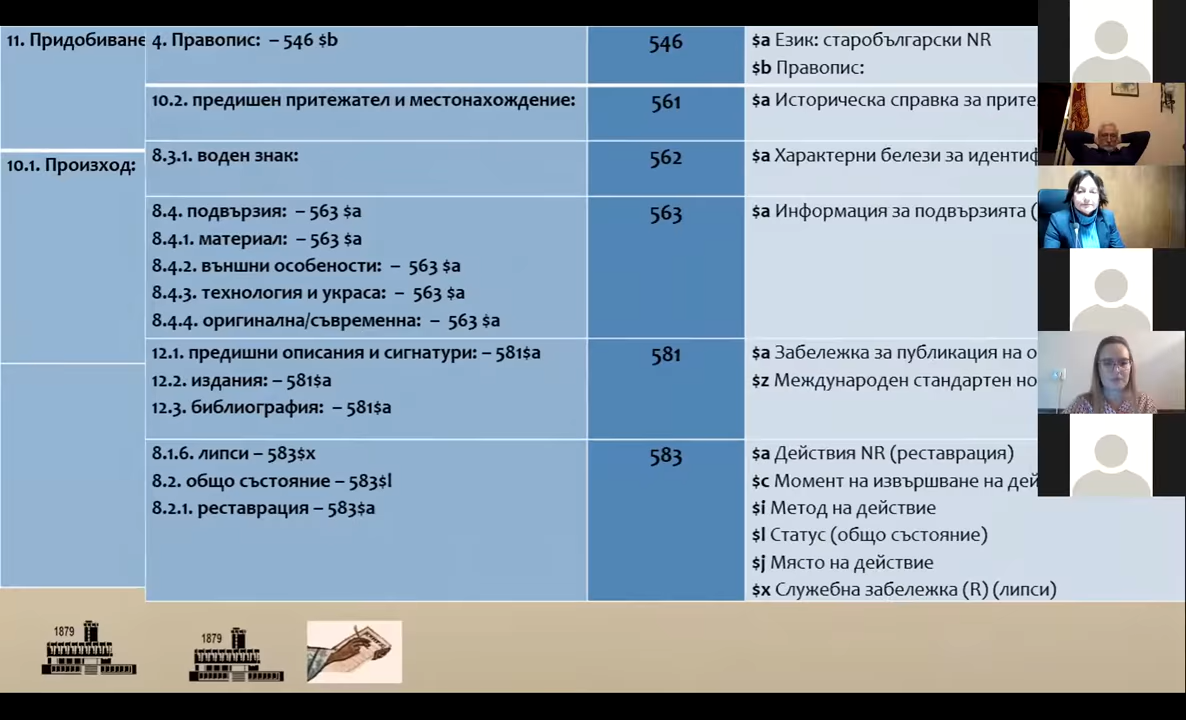 11. Придобиване
10.1. Произход:
4. Правопис: – 546 $b
546
$a Език: старобългарски NR
$b Правопис:
10.2. предишен притежател и местонахождение:
561
$a Историческа справка за прите
8.3.1. воден знак:
562
$a Характерни белези за идентиф
8.4. подвързия: – 563 $a
8.4.1. материал: – 563 $a
8.4.2. външни особености: – 563 $a
8.4.3. технология и украса: – 563 $a
8.4.4. оригинална/съвременна: – 563 $a
563
$a Информация за подвързията (
12.1. предишни описания и сигнатури: – 581$a
12.2. издания: – 581$a
12.3. библиография: – 581$a
581
$a Забележка за публикация на о
$z Международен стандартен но
8.1.6. липси – 583$x
8.2. общо състояние – 583$l
8.2.1. реставрация – 583$a
583
$a Действия NR (реставрация)
$c Момент на извършване на дей
$i Метод на действие
$l Статус (общо състояние)
$j Място на действие
$x Служебна забележка (R) (липси)
1879
1879